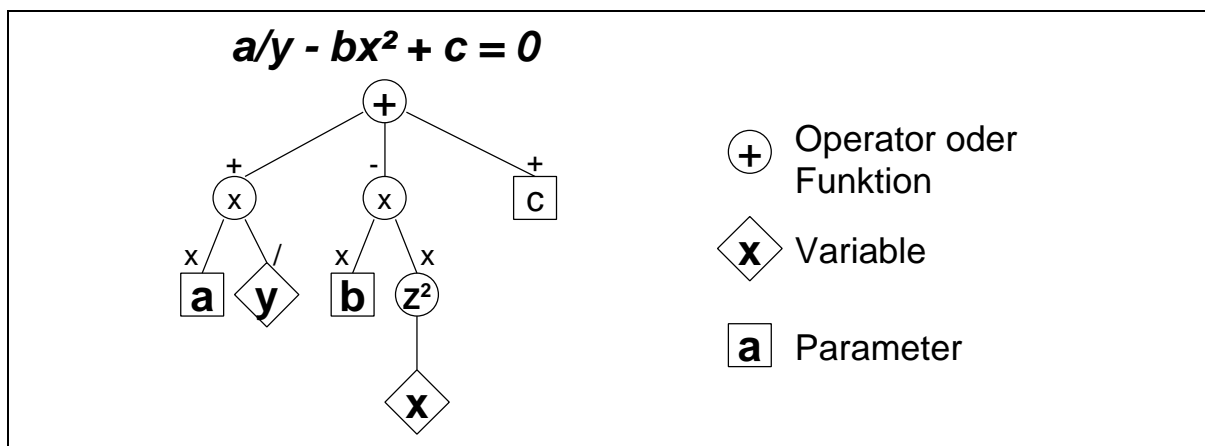 a/y - bx² + c = 0
+
+ - +
x x c
x / x x
a y b z²
x
+ Operator oder
Funktion
x Variable
a Parameter